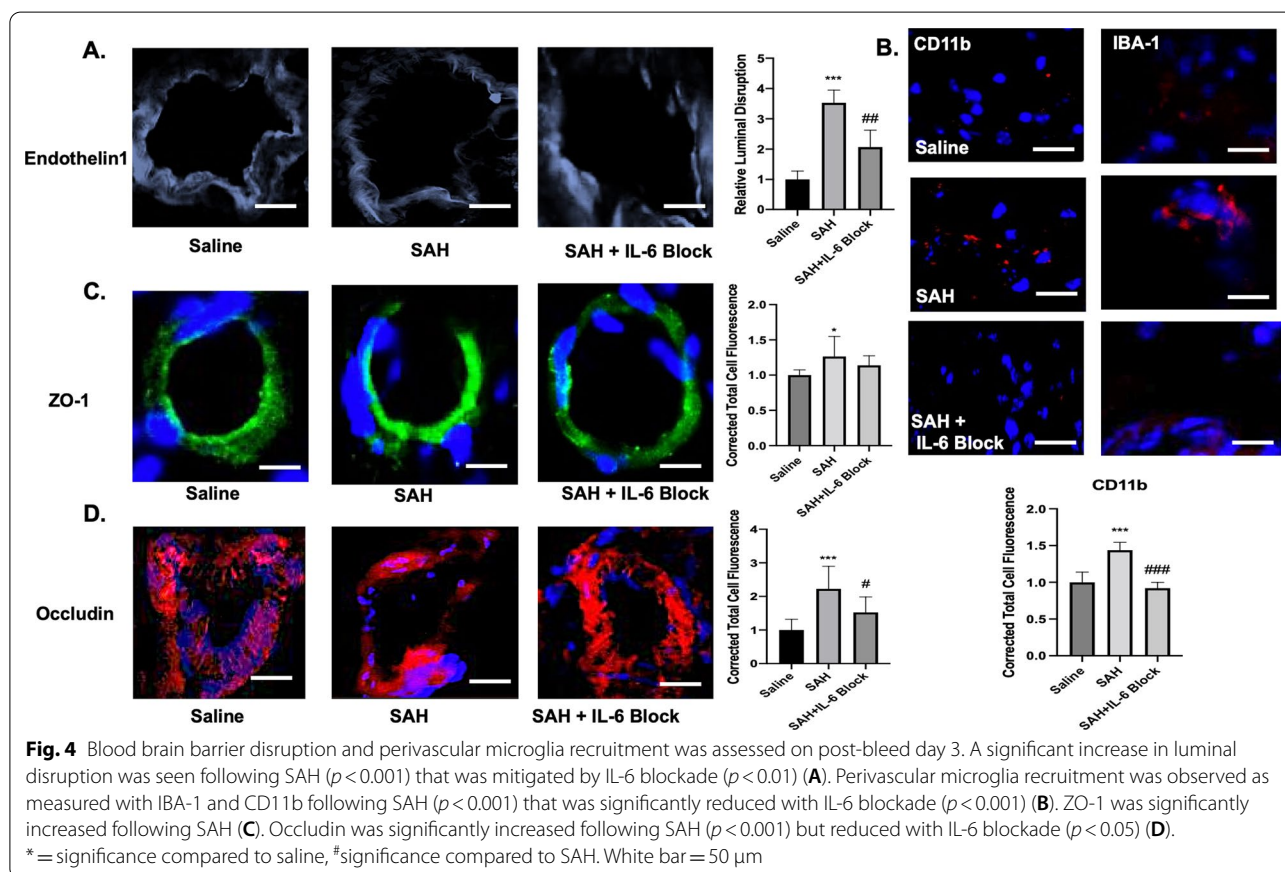 A.
Endothelin1
Saline
SAH
SAH + IL-6 Block
Relative Luminal Disruption
5
4
3
2
1
0
***
##
Saline
SAH
SAH+IL-6 Block
B.
CD11b
IBA-1
Saline
SAH
SAH +
IL-6 Block
CD11b
Corrected Total Cell Fluorescence
2.0
1.5
1.0
0.5
0.0
***
###
Saline
SAH
SAH+IL-6 Block
C.
ZO-1
Saline
SAH
SAH + IL-6 Block
Corrected Total Cell Fluorescence
2.0
1.5
1.0
0.5
0.0
*
Saline
SAH
SAH+IL-6 Block
D.
Occludin
Saline
SAH
SAH + IL-6 Block
Corrected Total Cell Fluorescence
4
3
2
1
0
***
#
Saline
SAH
SAH+IL-6 Block
Fig. 4 Blood brain barrier disruption and perivascular microglia recruitment was assessed on post-bleed day 3. A significant increase in luminal
disruption was seen following SAH (p < 0.001) that was mitigated by IL-6 blockade (p < 0.01) (A). Perivascular microglia recruitment was observed as
measured with IBA-1 and CD11b following SAH (p < 0.001) that was significantly reduced with IL-6 blockade (p < 0.001) (B). ZO-1 was significantly
increased following SAH (C). Occludin was significantly increased following SAH (p < 0.001) but reduced with IL-6 blockade (p < 0.05) (D).
* = significance compared to saline, #significance compared to SAH. White bar = 50 μm